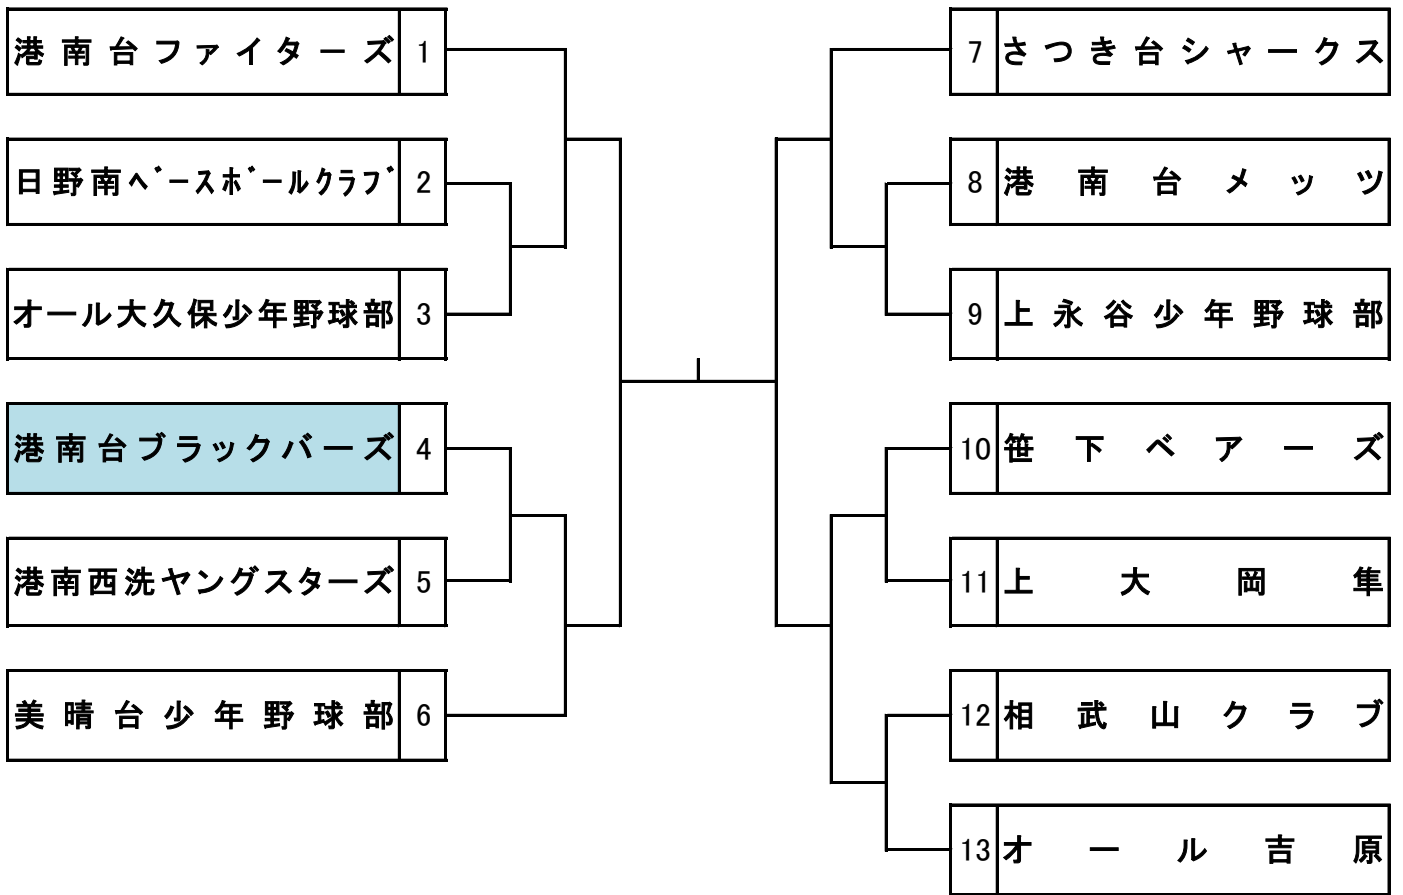 港南台ファイターズ 1
日野南ﾍﾞｰｽﾎﾞｰﾙｸﾗﾌﾞ 2
オール大久保少年野球部 3
港南台ブラックバーズ 4
港南西洗ヤングスターズ 5
美晴台少年野球部 6
7 さつき台シャークス
8 港南台メッツ
9 上永谷少年野球部
10 笹下ベアーズ
11 上大岡隼
12 相武山クラブ
13 オール吉原